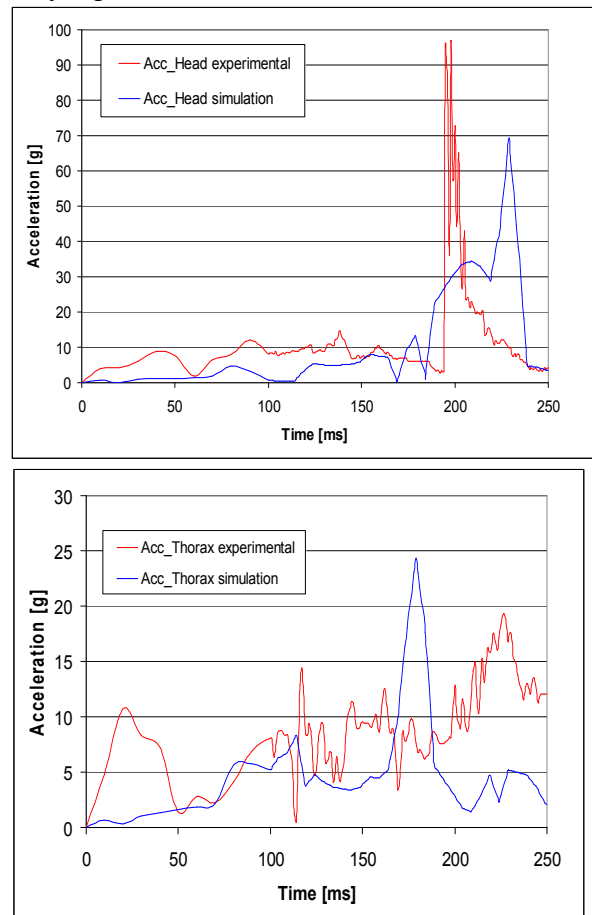 100
90
80
70
60
50
40
30
20
10
0
Acceleration [g]
Acc_Head experimental
Acc_Head simulation
0 50 100 150 200 250
Time [ms]
30
25
20
15
10
5
0
Acceleration [g]
Acc_Thorax experimental
Acc_Thorax simulation
0 50 100 150 200 250
Time [ms]